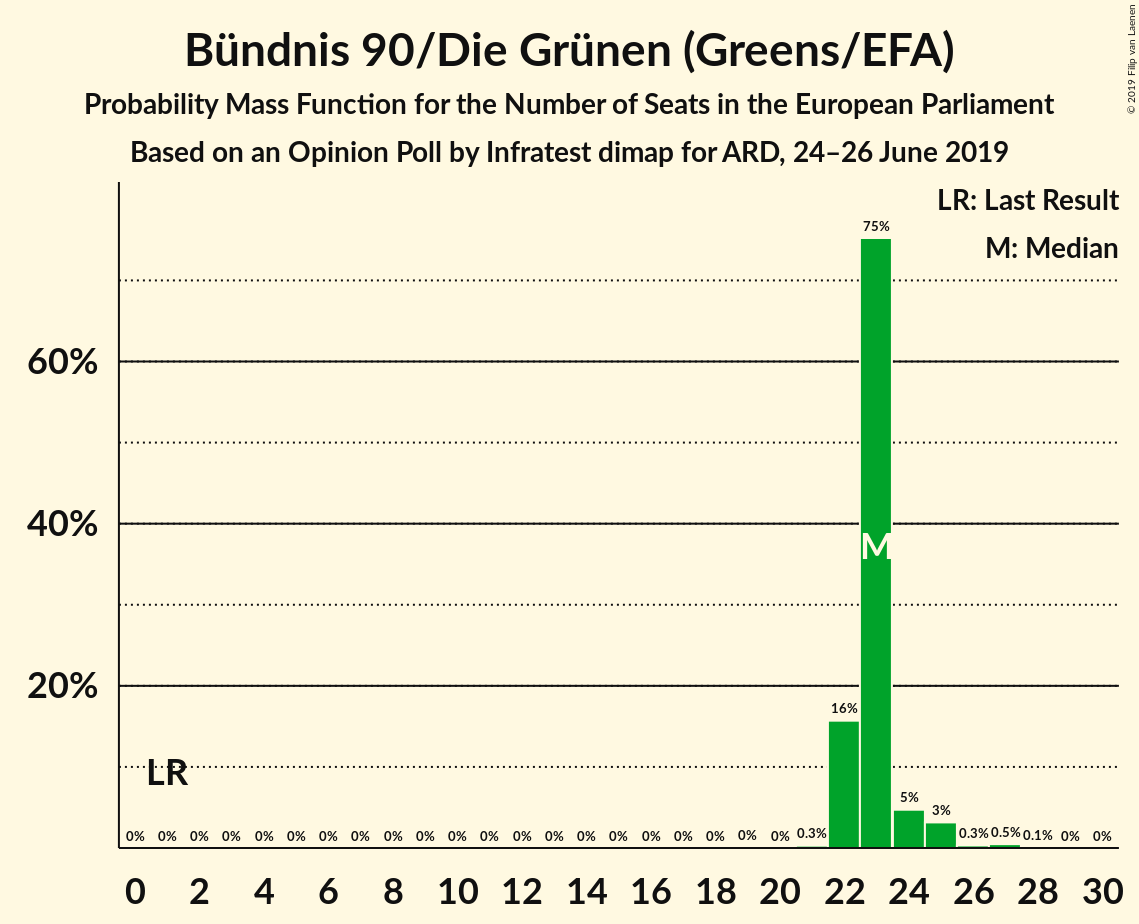 Bündnis 90/Die Grünen (Greens/EFA)
Probability Mass Function for the Number of Seats in the European Parliament
Based on an Opinion Poll by Infratest dimap for ARD, 24–26 June 2019
© 2019 Filip van Laenen
LR: Last Result
M: Median
75%
60%
40%
M
20%
16%
LR
5%
3%
0% 0% 0% 0% 0% 0% 0% 0% 0% 0% 0% 0% 0% 0% 0% 0% 0% 0% 0% 0% 0% 0.3% 0.3% 0.5% 0.1% 0% 0%
0 2 4 6 8 10 12 14 16 18 20 22 24 26 28 30